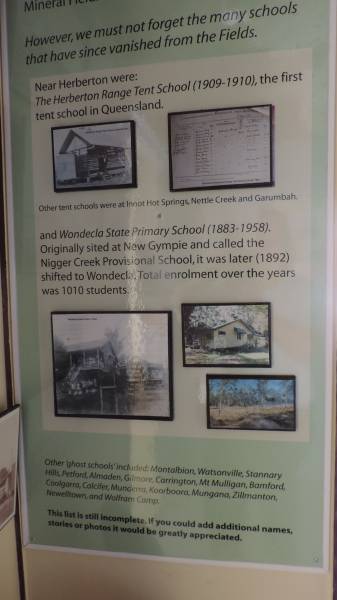 Mineral Fields
However, we must not forget the many schools
that have since vanished from the Fields.
Near Herberton were:
The Herberton Range Tent School (1909-1910), the first
tent school in Queensland.
Other tent schools were at Innot Hot Springs, Nettle Creek and Garumbah.
and Wondecla State Primary School (1883-1958).
Originally sited at New Gympie and called the
Nigger Creek Provisional School, it was later (1892)
shifted to Wondecla. Total enrolment over the years
was 1010 students.
Other 'ghost schools' included: Montalbion, Watsonville, Stannary
Hills, Petford, Almaden, Gilmore, Carrington, Mt Mulligan, Bamford,
Coolgarra, Calcifer, Munderra, Koorboora, Mungana, Zillmanton,
Newelltown, and Wolfram Camp.
This list is still incomplete. If you could add additional names,
stories or photos it would be greatly appreciated.